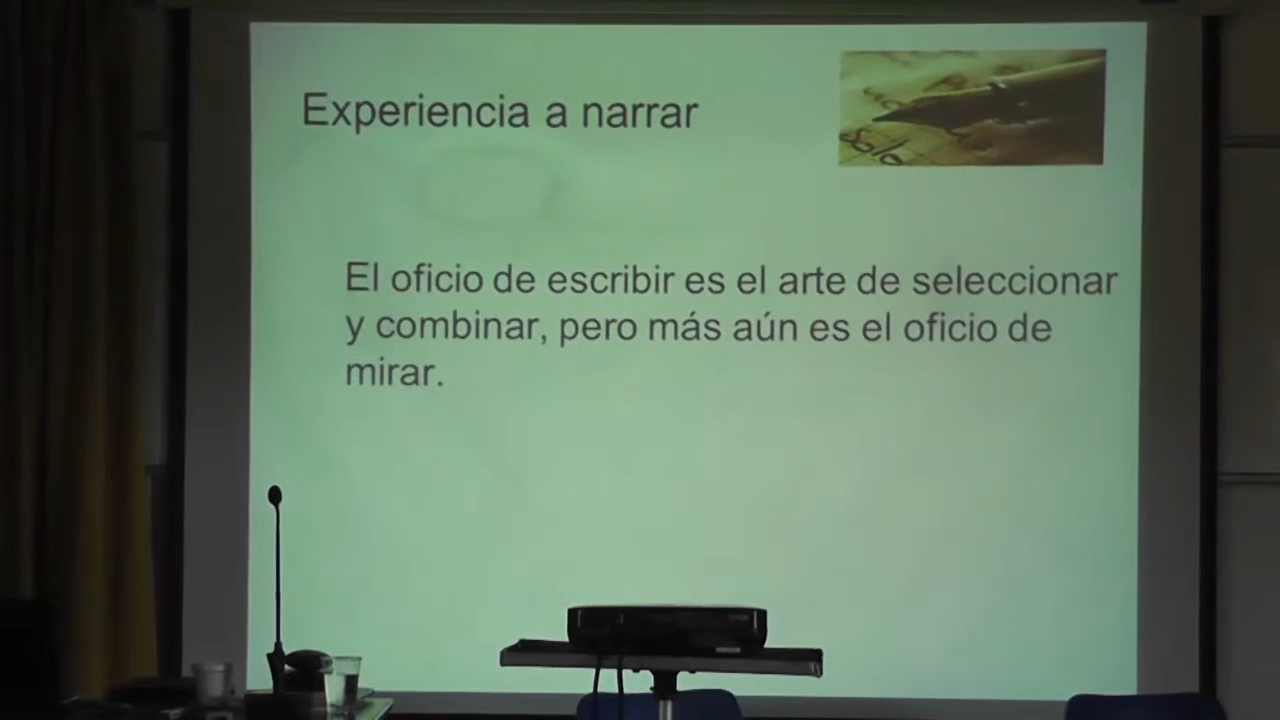 Experiencia a narrar
El oficio de escribir es el arte de seleccionar
y combinar, pero más aún es el oficio de
mirar.